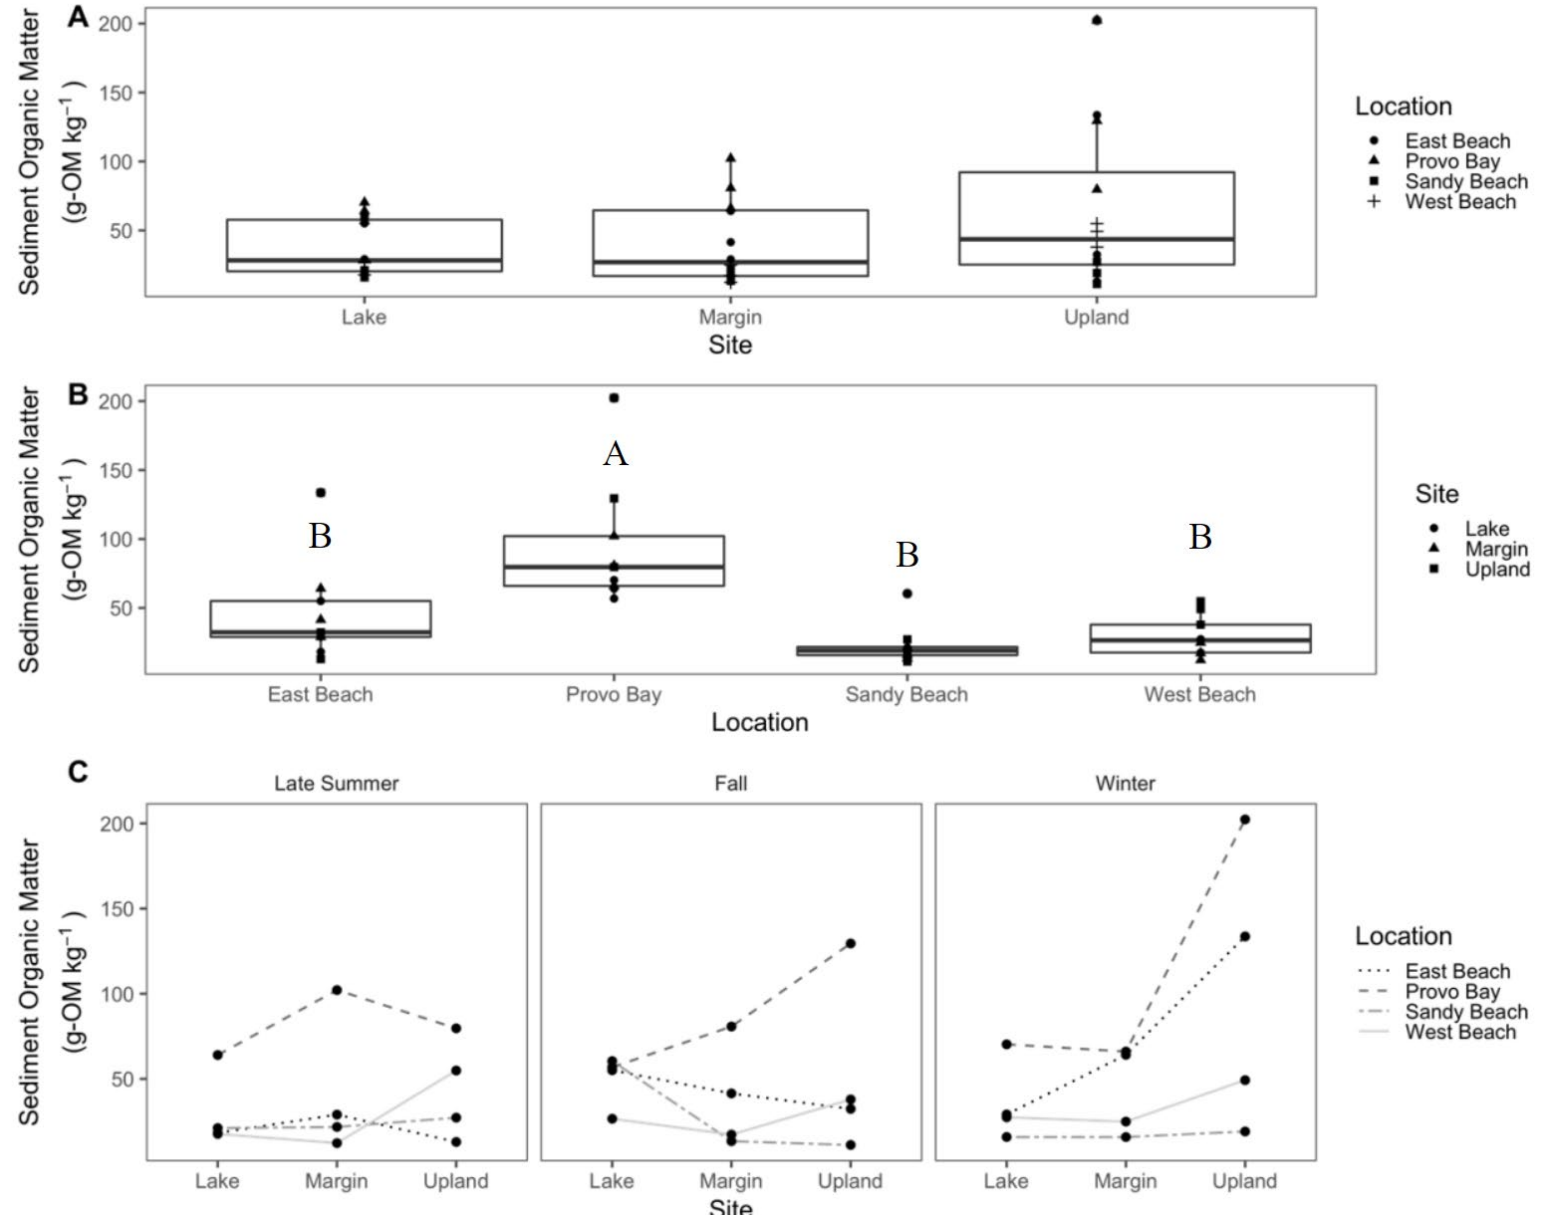 A
Sediment Organic Matter
(g-OM kg⁻¹ )
200
150
100
50
Lake
Margin
Upland
Site
Location
East Beach
Provo Bay
Sandy Beach
West Beach
B
Sediment Organic Matter
(g-OM kg⁻¹ )
200
150
100
50
B
A
B
B
East Beach
Provo Bay
Sandy Beach
West Beach
Location
Site
Lake
Margin
Upland
C
Late Summer
Fall
Winter
Sediment Organic Matter
(g-OM kg⁻¹ )
200
150
100
50
Lake
Margin
Upland
Lake
Margin
Upland
Lake
Margin
Upland
Site
Location
East Beach
Provo Bay
Sandy Beach
West Beach